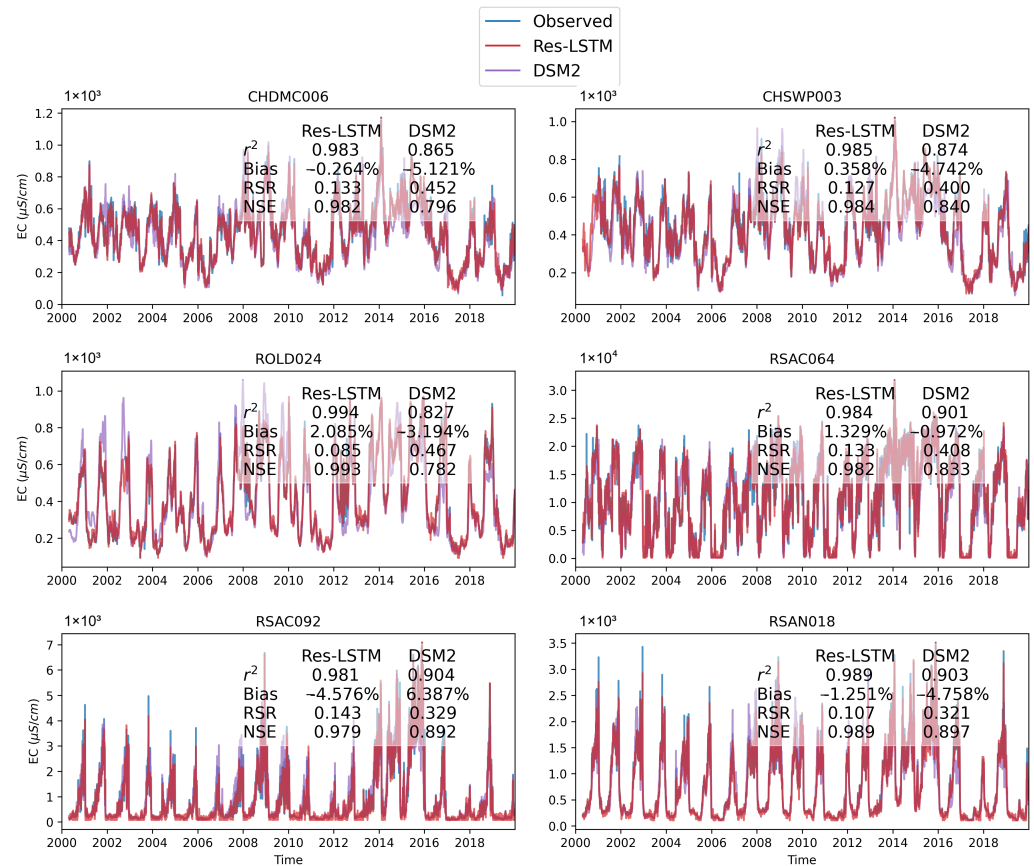 Observed
Res-LSTM
DSM2
1×10³
CHDMC006
Res-LSTM DSM2
r² 0.983 0.865
Bias −0.264% −5.121%
RSR 0.133 0.452
NSE 0.982 0.796
EC (μS/cm)
1.2
1.0
0.8
0.6
0.4
0.2
0.0
2000 2002 2004 2006 2008 2010 2012 2014 2016 2018
1×10³
CHSWP003
Res-LSTM DSM2
r² 0.985 0.874
Bias 0.358% −4.742%
RSR 0.127 0.400
NSE 0.984 0.840
1.0
0.8
0.6
0.4
0.2
2000 2002 2004 2006 2008 2010 2012 2014 2016 2018
1×10³
ROLD024
Res-LSTM DSM2
r² 0.994 0.827
Bias 2.085% −3.194%
RSR 0.085 0.467
NSE 0.993 0.782
EC (μS/cm)
1.0
0.8
0.6
0.4
0.2
2000 2002 2004 2006 2008 2010 2012 2014 2016 2018
1×10⁴
RSAC064
Res-LSTM DSM2
r² 0.984 0.901
Bias 1.329% −0.972%
RSR 0.133 0.408
NSE 0.982 0.833
3.0
2.5
2.0
1.5
1.0
0.5
0.0
2000 2002 2004 2006 2008 2010 2012 2014 2016 2018
1×10³
RSAC092
Res-LSTM DSM2
r² 0.981 0.904
Bias −4.576% 6.387%
RSR 0.143 0.329
NSE 0.979 0.892
EC (μS/cm)
7
6
5
4
3
2
1
0
2000 2002 2004 2006 2008 2010 2012 2014 2016 2018
Time
1×10³
RSAN018
Res-LSTM DSM2
r² 0.989 0.903
Bias −1.251% −4.758%
RSR 0.107 0.321
NSE 0.989 0.897
3.5
3.0
2.5
2.0
1.5
1.0
0.5
0.0
2000 2002 2004 2006 2008 2010 2012 2014 2016 2018
Time